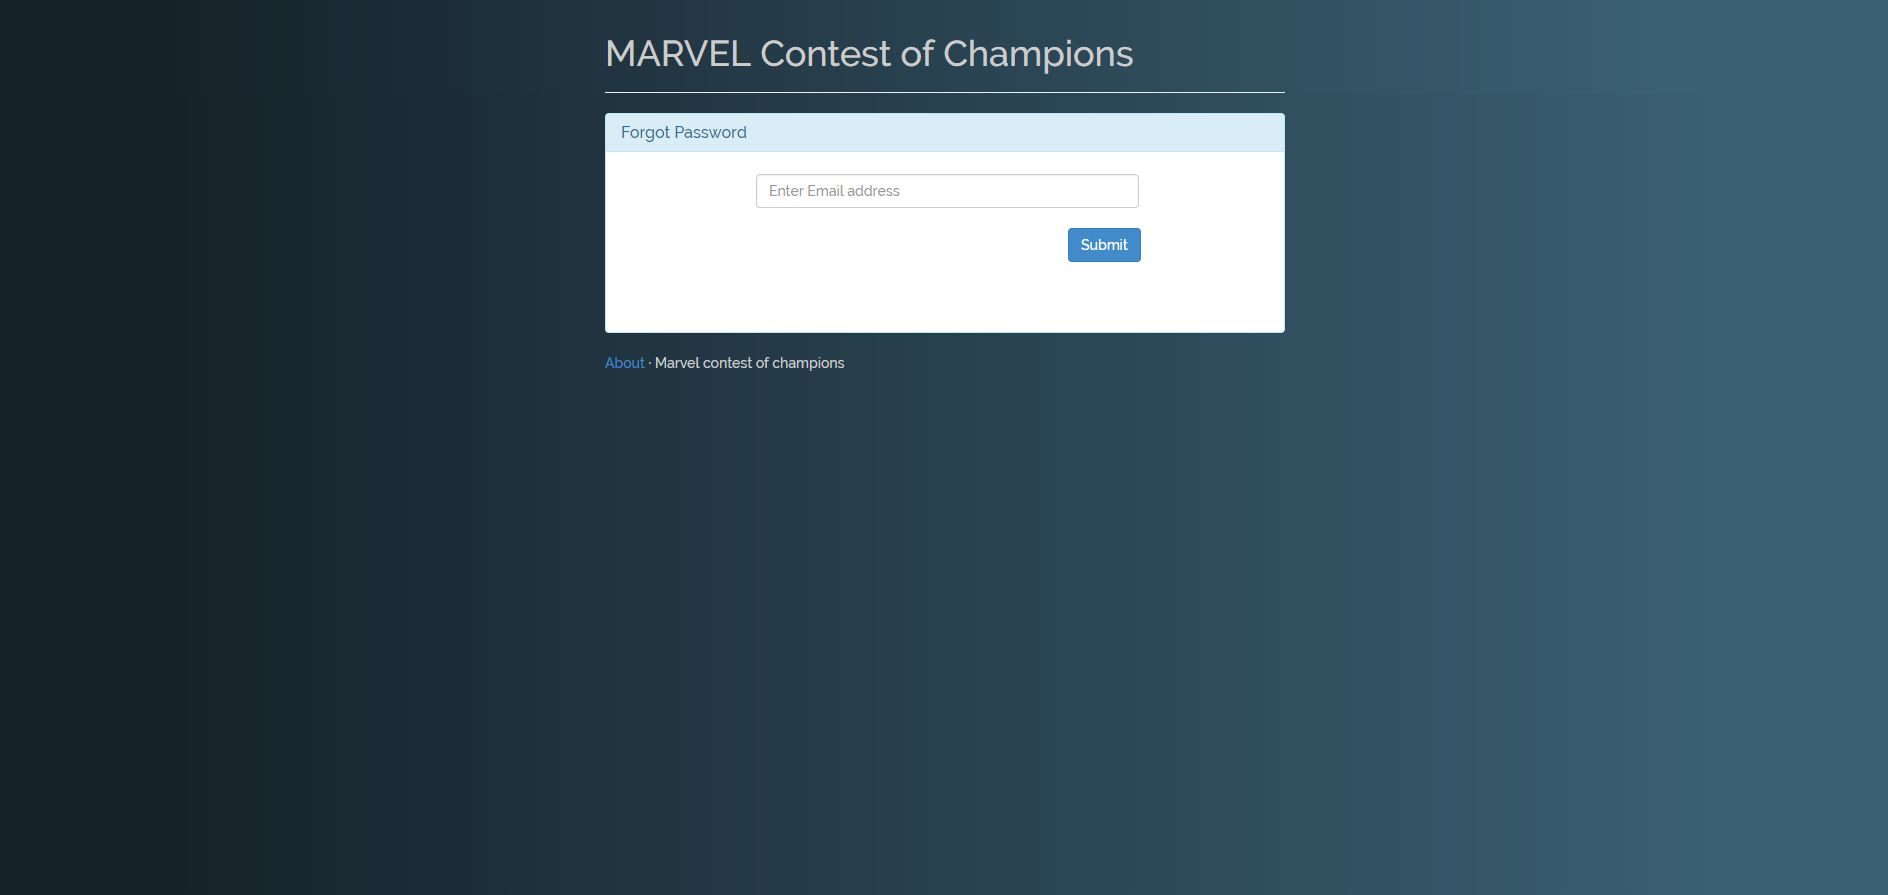 MARVEL Contest of Champions
Forgot Password
Enter Email address
Submit
About · Marvel contest of champions